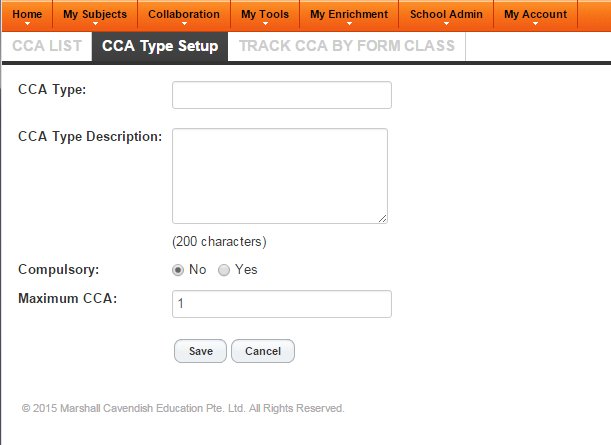 Home My Subjects Collaboration My Tools My Enrichment School Admin My Account
CCA LIST CCA Type Setup TRACK CCA BY FORM CLASS
CCA Type:
CCA Type Description:
(200 characters)
Compulsory: No Yes
Maximum CCA: 1
Save Cancel
© 2015 Marshall Cavendish Education Pte. Ltd. All Rights Reserved.